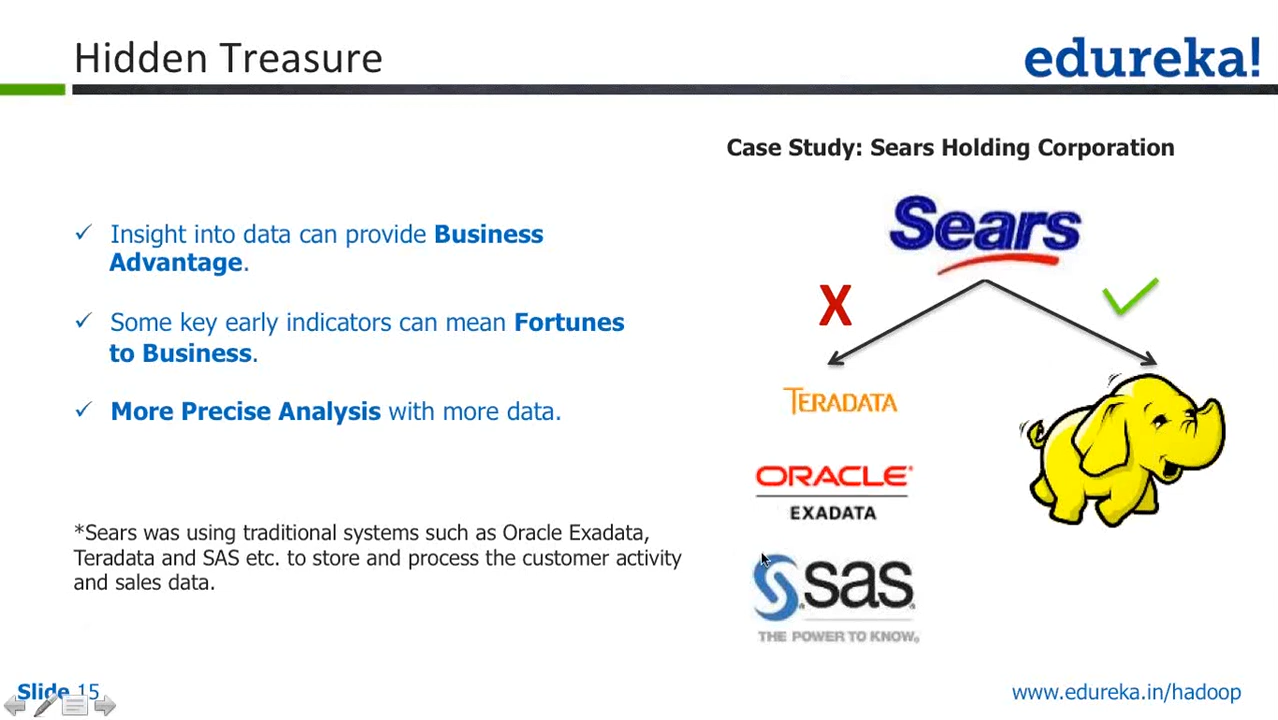 Hidden Treasure
edureka!
Case Study: Sears Holding Corporation
Sears
✓ Insight into data can provide Business
Advantage.
✓ Some key early indicators can mean Fortunes
to Business.
✓ More Precise Analysis with more data.
X
TERADATA
ORACLE®
EXADATA
sas
THE POWER TO KNOW®
*Sears was using traditional systems such as Oracle Exadata,
Teradata and SAS etc. to store and process the customer activity
and sales data.
Slide 15
www.edureka.in/hadoop